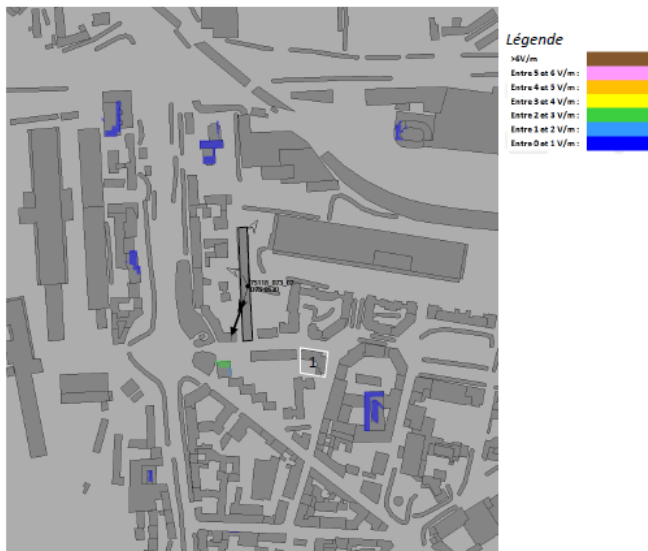 Légende
>6V/m
Entre 5 et 6 V/m :
Entre 4 et 5 V/m :
Entre 3 et 4 V/m :
Entre 2 et 3 V/m :
Entre 1 et 2 V/m :
Entre 0 et 1 V/m :
1